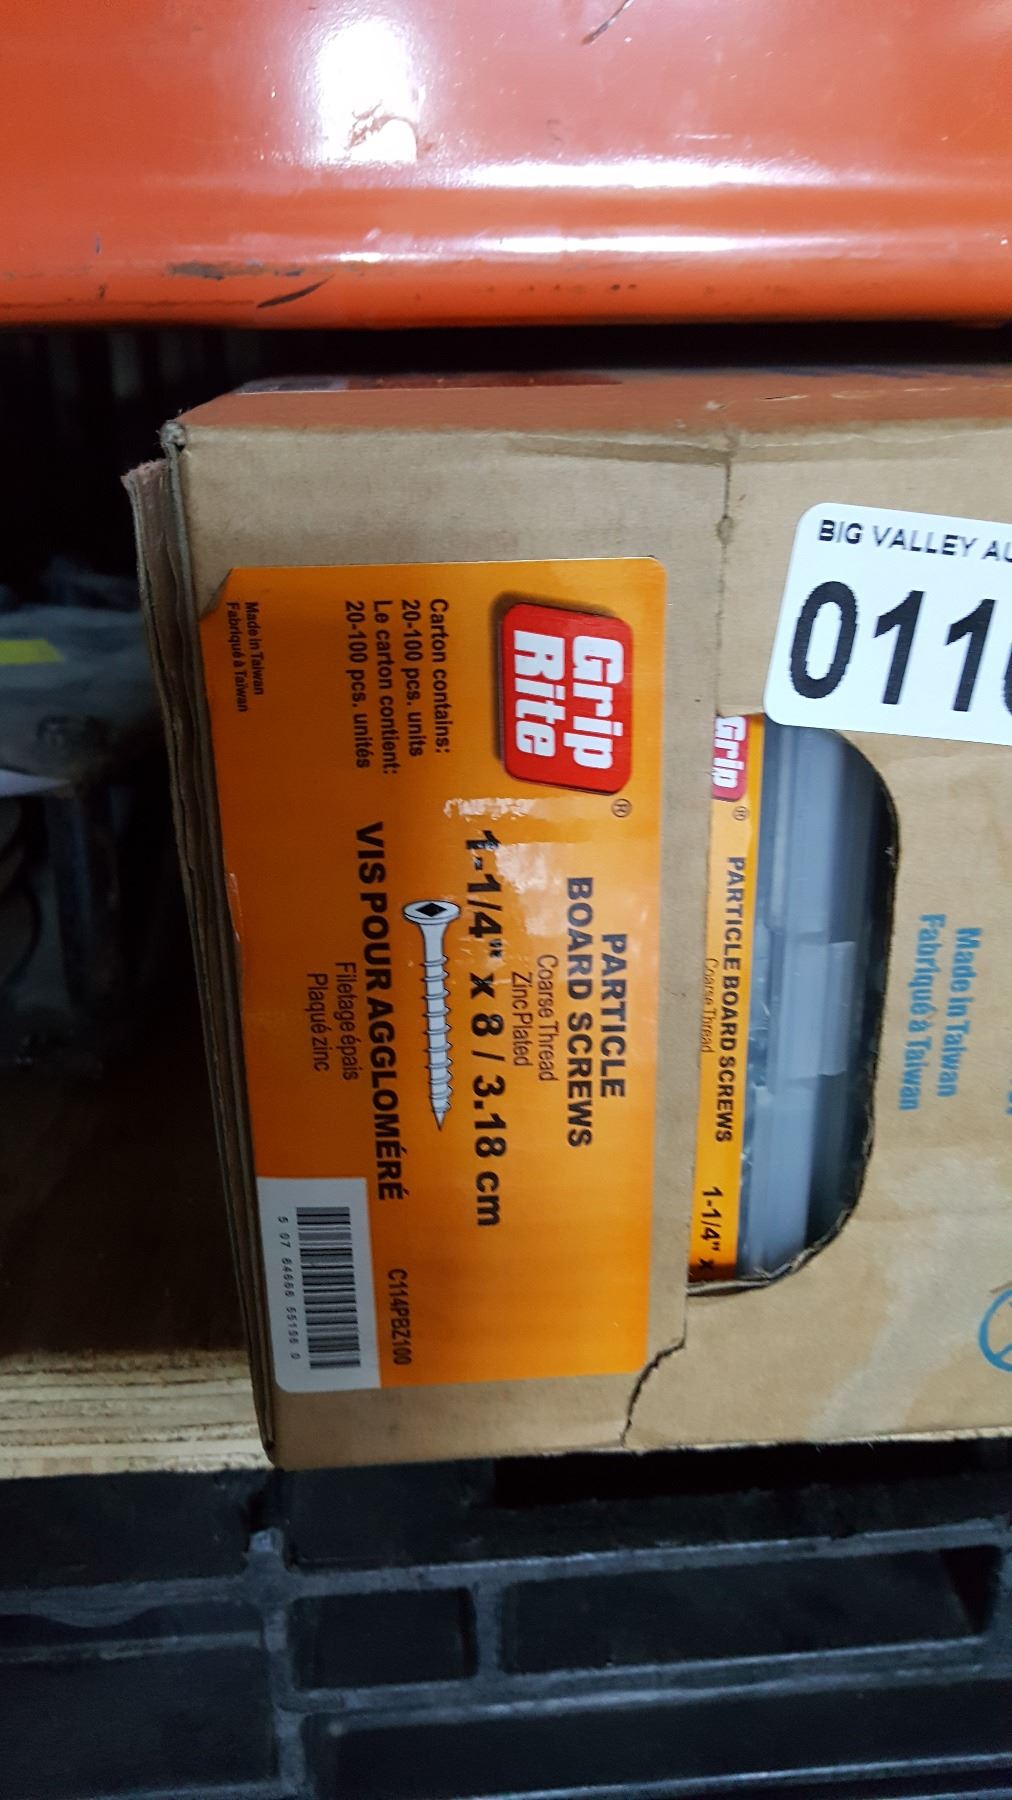 BIG VALLEY
Made in Taiwan
Fabriqué à Taiwan
Grip
®
PARTICLE BOARD SCREWS
Coarse Thread
1-1/4" x
Grip
Rite
®
PARTICLE
BOARD SCREWS
Coarse Thread
Zinc Plated
1-1/4" x 8 / 3.18 cm
VIS POUR AGGLOMÉRÉ
Filetage épais
Plaqué zinc
Carton contains:
20-100 pcs. units
Le carton contient:
20-100 pcs. unités
Made in Taiwan
Fabriqué à Taiwan
C114PBZ100